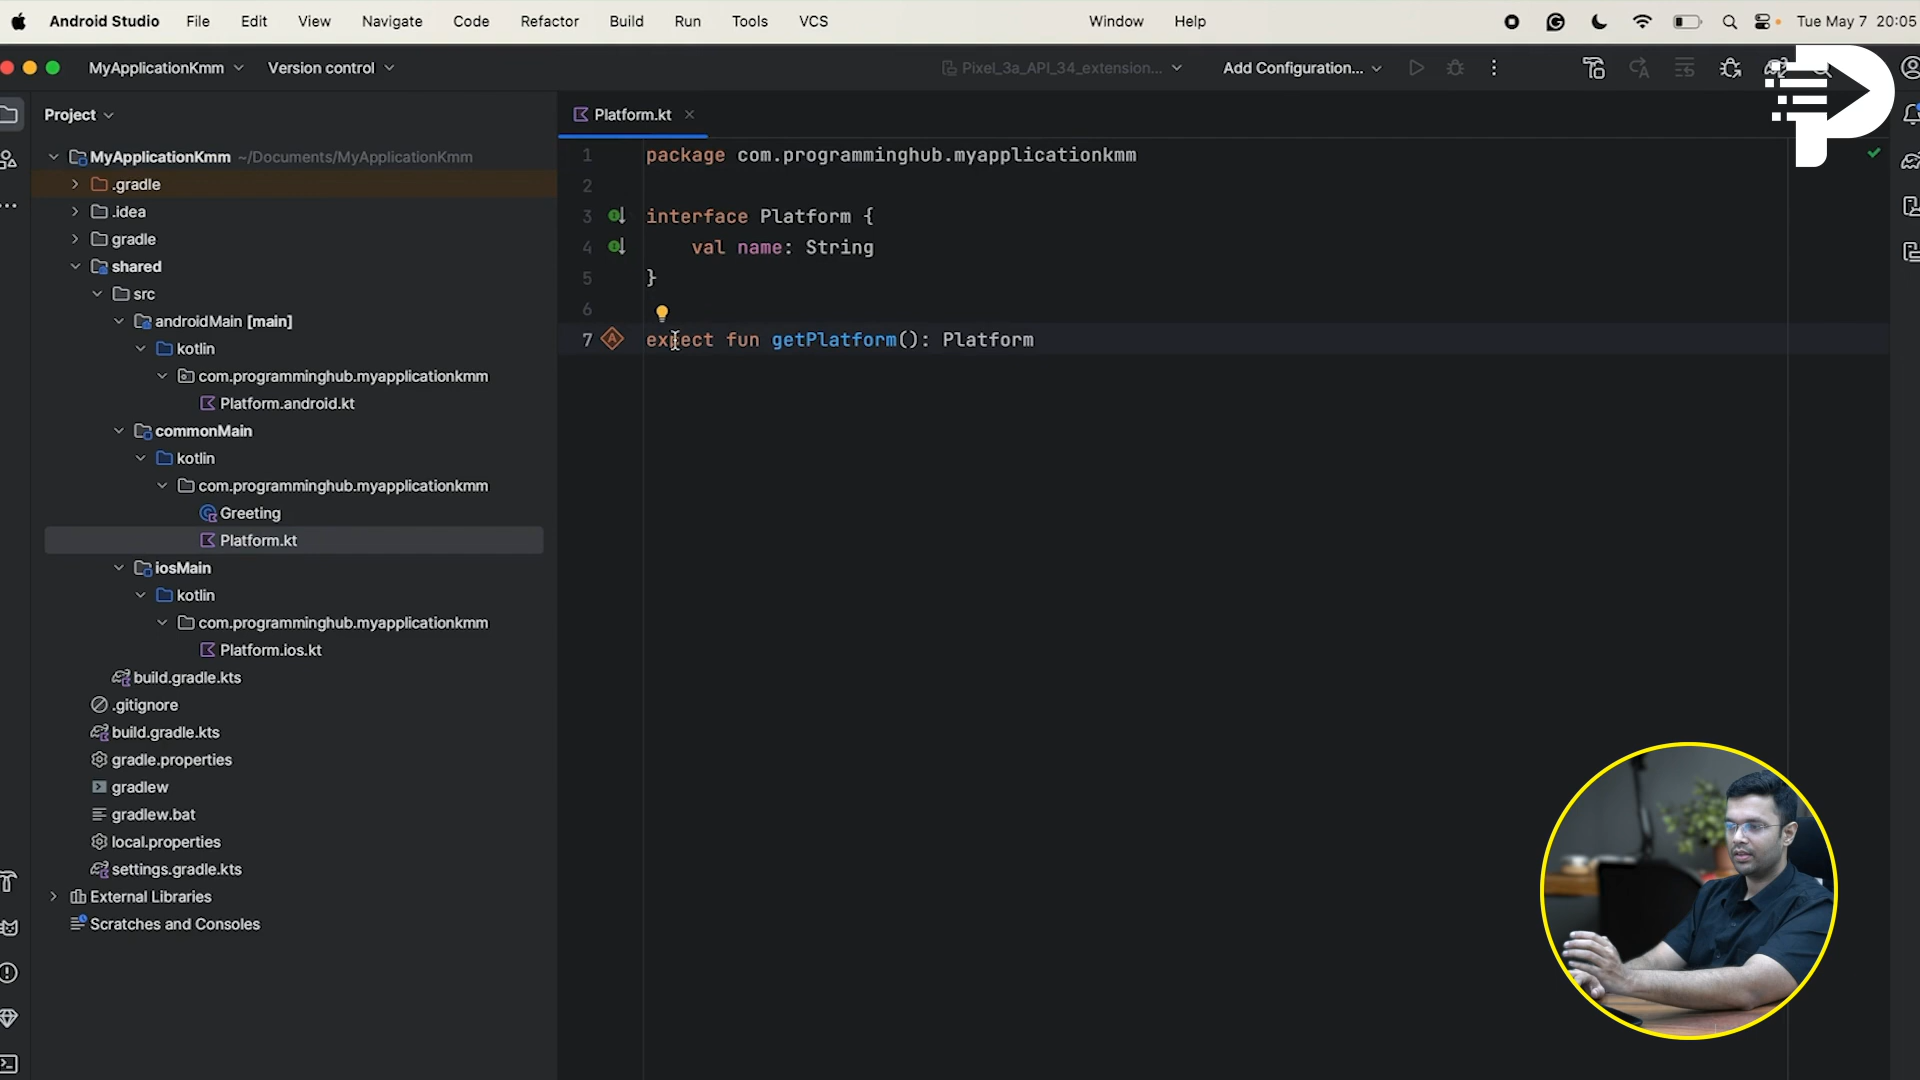 Android Studio File Edit View Navigate Code Refactor Build Run Tools VCS Window Help Tue May 7 20:05
MyApplicationKmm Version control Pixel_3a_API_34_extension... Add Configuration...
Project
Platform.kt
MyApplicationKmm ~/Documents/MyApplicationKmm
.gradle
.idea
gradle
shared
src
androidMain [main]
kotlin
com.programminghub.myapplicationkmm
Platform.android.kt
commonMain
kotlin
com.programminghub.myapplicationkmm
Greeting
Platform.kt
iosMain
kotlin
com.programminghub.myapplicationkmm
Platform.ios.kt
build.gradle.kts
.gitignore
build.gradle.kts
gradle.properties
gradlew
gradlew.bat
local.properties
settings.gradle.kts
External Libraries
Scratches and Consoles
1 package com.programminghub.myapplicationkmm
2
3 interface Platform {
4 val name: String
5 }
6
7 expect fun getPlatform(): Platform